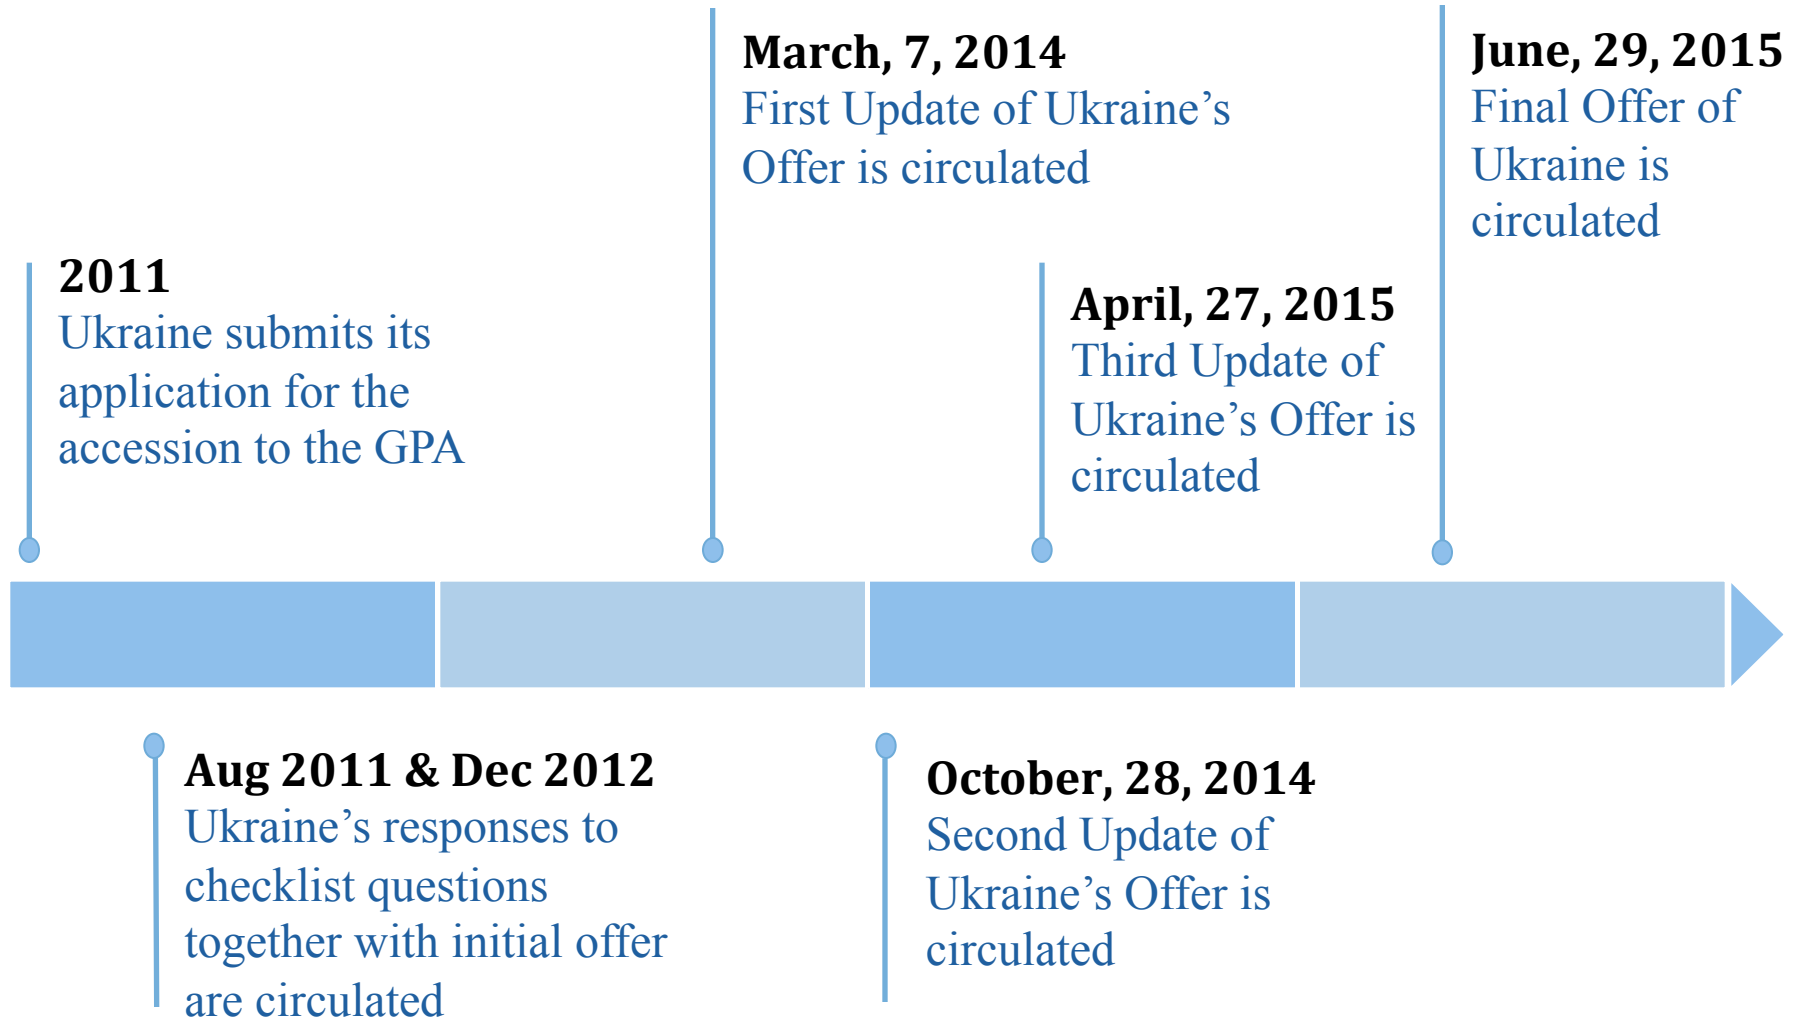 2011
Ukraine submits its
application for the
accession to the GPA
Aug 2011 & Dec 2012
Ukraine’s responses to
checklist questions
together with initial offer
are circulated
March, 7, 2014
First Update of Ukraine’s
Offer is circulated
October, 28, 2014
Second Update of
Ukraine’s Offer is
circulated
April, 27, 2015
Third Update of
Ukraine’s Offer is
circulated
June, 29, 2015
Final Offer of
Ukraine is
circulated